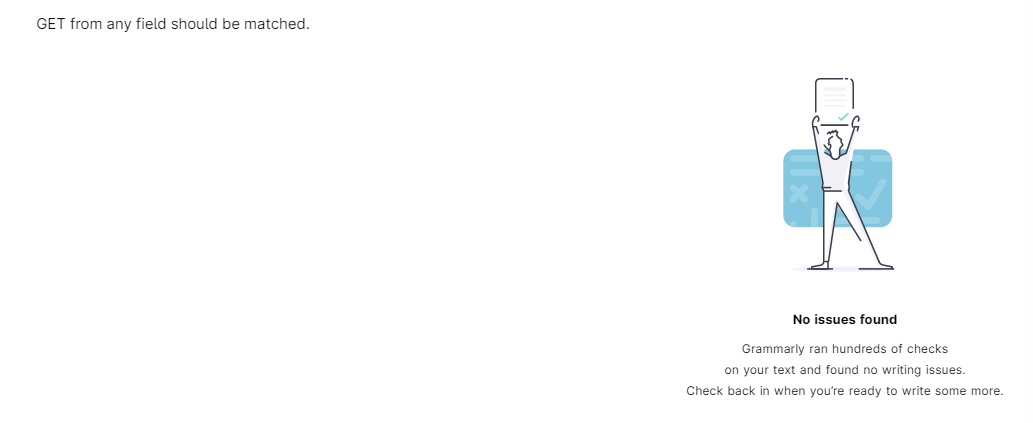 GET from any field should be matched.
No issues found
Grammarly ran hundreds of checks
on your text and found no writing issues.
Check back in when you’re ready to write some more.